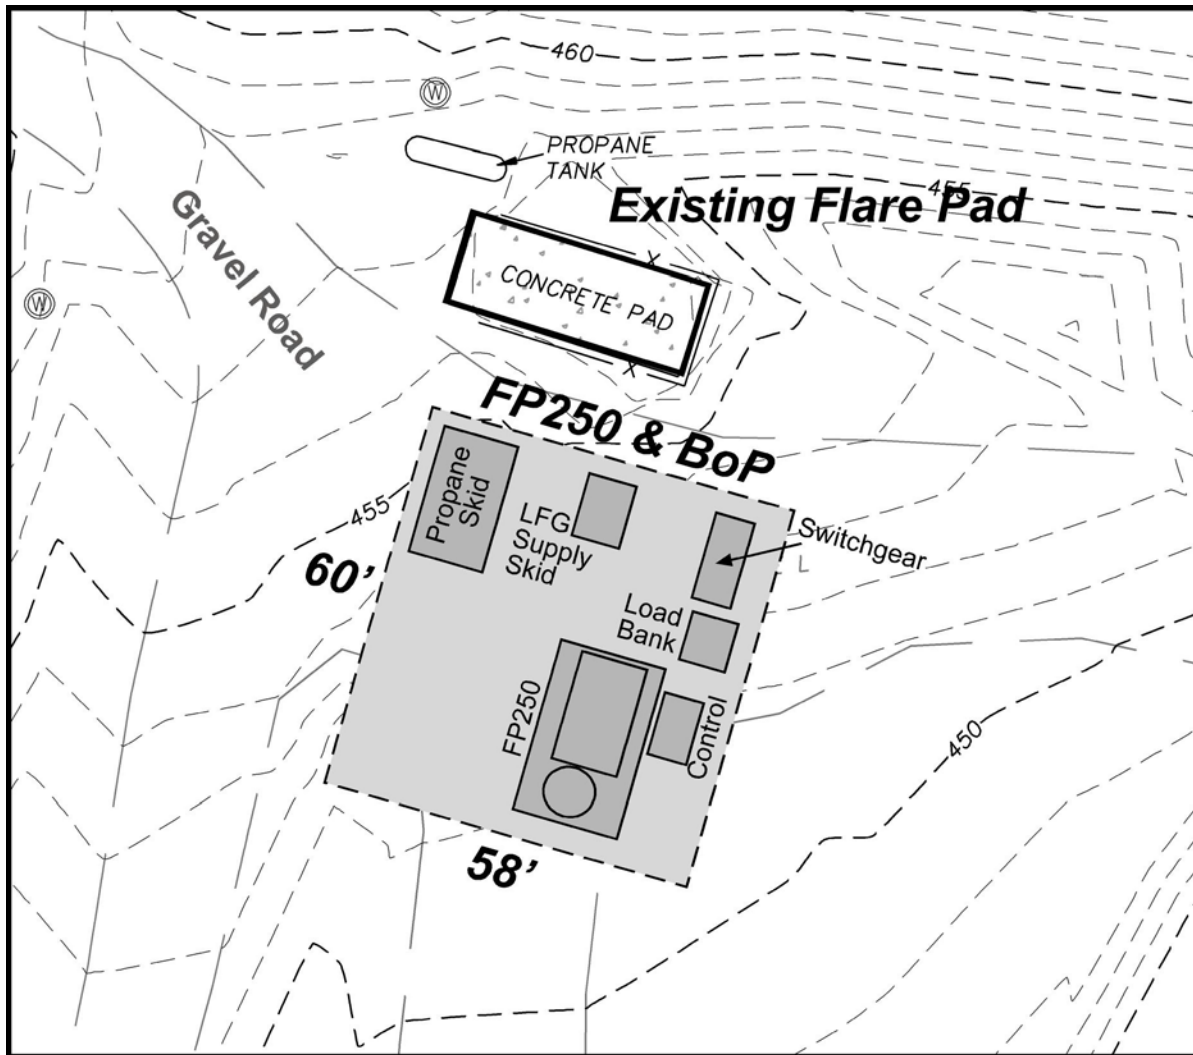 460
W
PROPANE
TANK
455
Existing Flare Pad
Gravel Road
W
CONCRETE PAD
X
X
FP250 & BoP
Propane
Skid
LFG
Supply
Skid
455
Switchgear
60’
L
Load
Bank
FP250
Control
450
58’